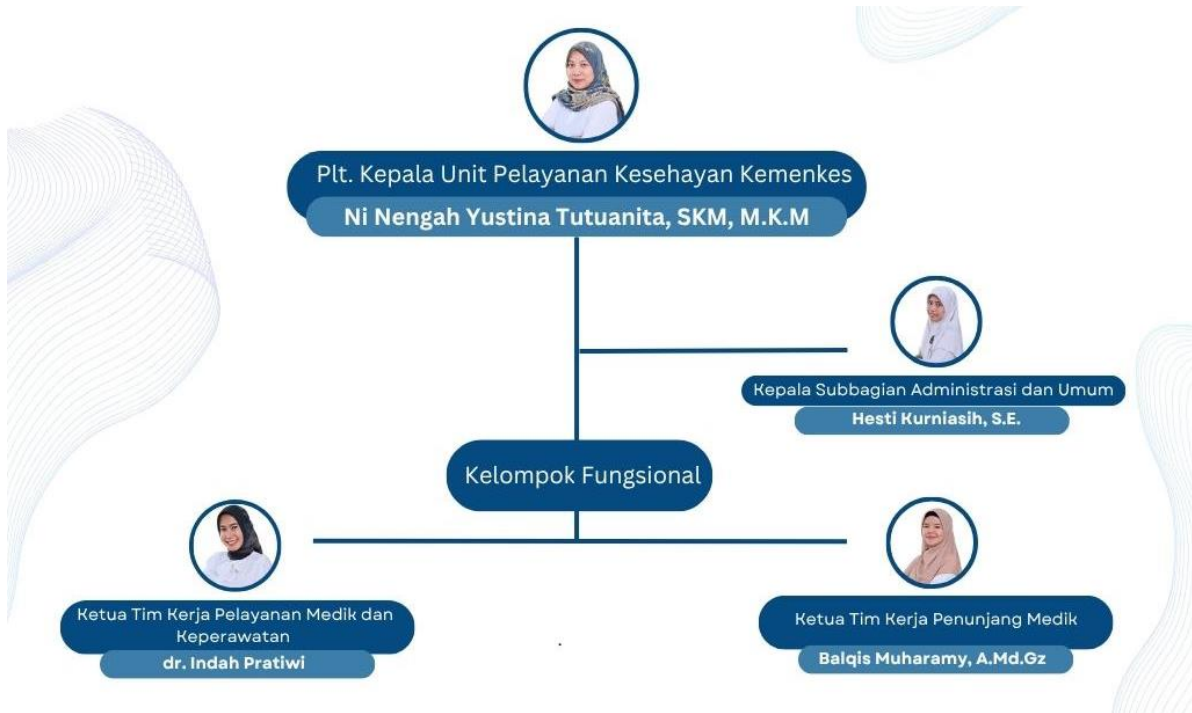 Plt. Kepala Unit Pelayanan Kesehayan Kemenkes
Ni Nengah Yustina Tutuanita, SKM, M.K.M
Kepala Subbagian Administrasi dan Umum
Hesti Kurniasih, S.E.
Kelompok Fungsional
Ketua Tim Kerja Pelayanan Medik dan
Keperawatan
dr. Indah Pratiwi
Ketua Tim Kerja Penunjang Medik
Balqis Muharamy, A.Md.Gz